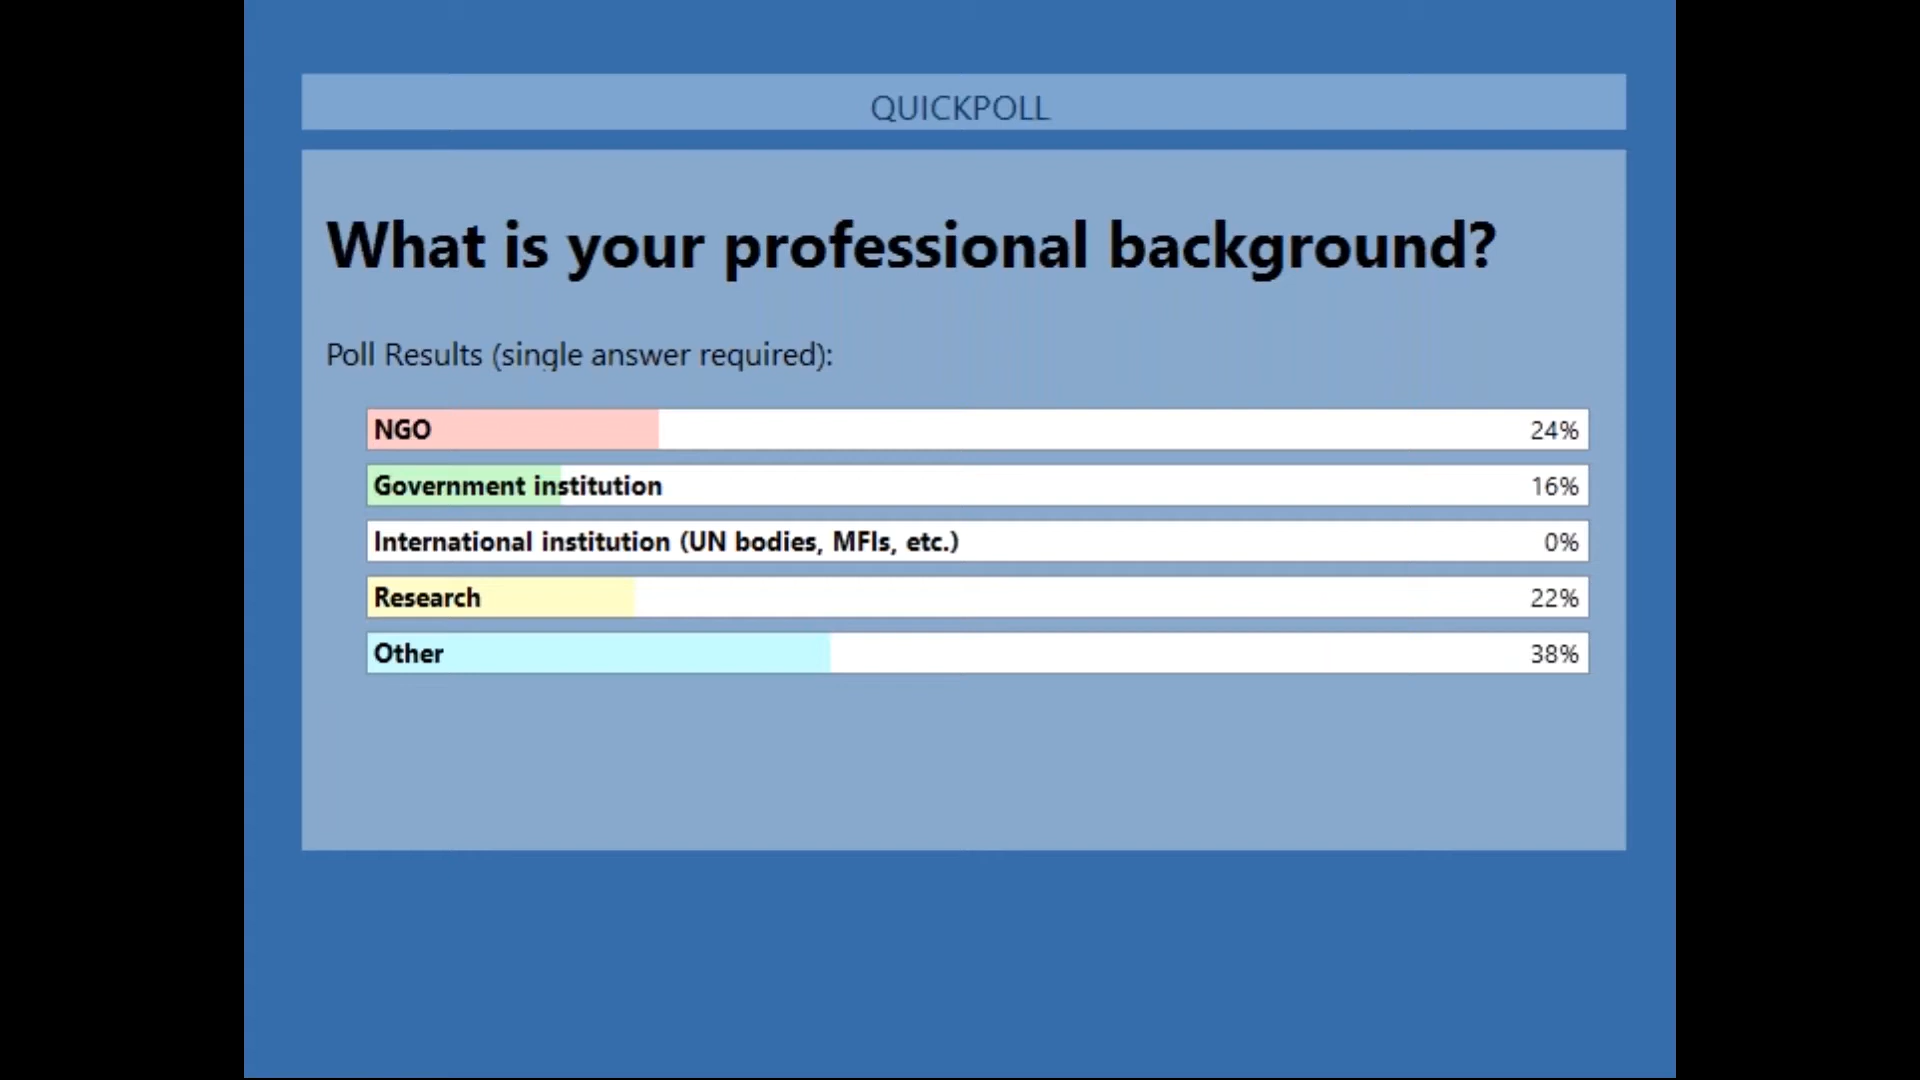 QUICKPOLL
What is your professional background?
Poll Results (single answer required):
NGO 24%
Government institution 16%
International institution (UN bodies, MFIs, etc.) 0%
Research 22%
Other 38%